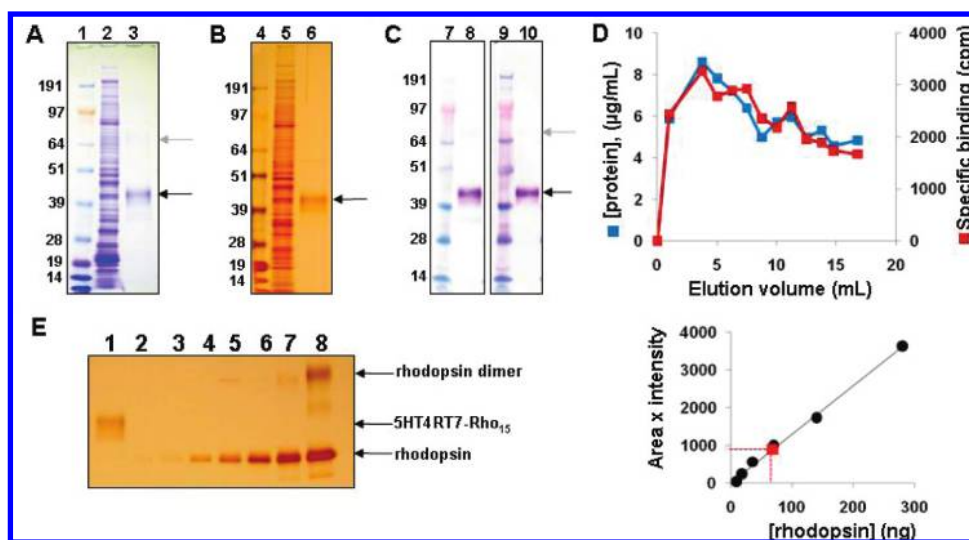 A
1 2 3
191
97
64
51
39
28
19
14
B
4 5 6
191
97
64
51
39
28
19
14
C
7 8 9 10
191
97
64
51
39
28
14
D
[protein], (µg/mL)
10
8
6
4
2
0
4000
3000
2000
1000
0
Specific binding (cpm)
0 5 10 15 20
Elution volume (mL)
E
1 2 3 4 5 6 7 8
rhodopsin dimer
5HT4RT7-Rho15
rhodopsin
Area x intensity
4000
3000
2000
1000
0
0 100 200 300
[rhodopsin] (ng)